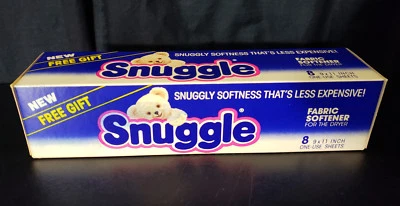 NEW
FREE GIFT
SNUGGLY SOFTNESS THAT'S LESS EXPENSIVE!
Snuggle
FABRIC
SOFTENER
FOR THE DRYER
8 9 x 11 INCH
ONE-USE SHEETS
NEW
FREE GIFT
SNUGGLY SOFTNESS THAT'S LESS EXPENSIVE!
Snuggle
FABRIC
SOFTENER
FOR THE DRYER
8 9 x 11 INCH
ONE-USE SHEETS